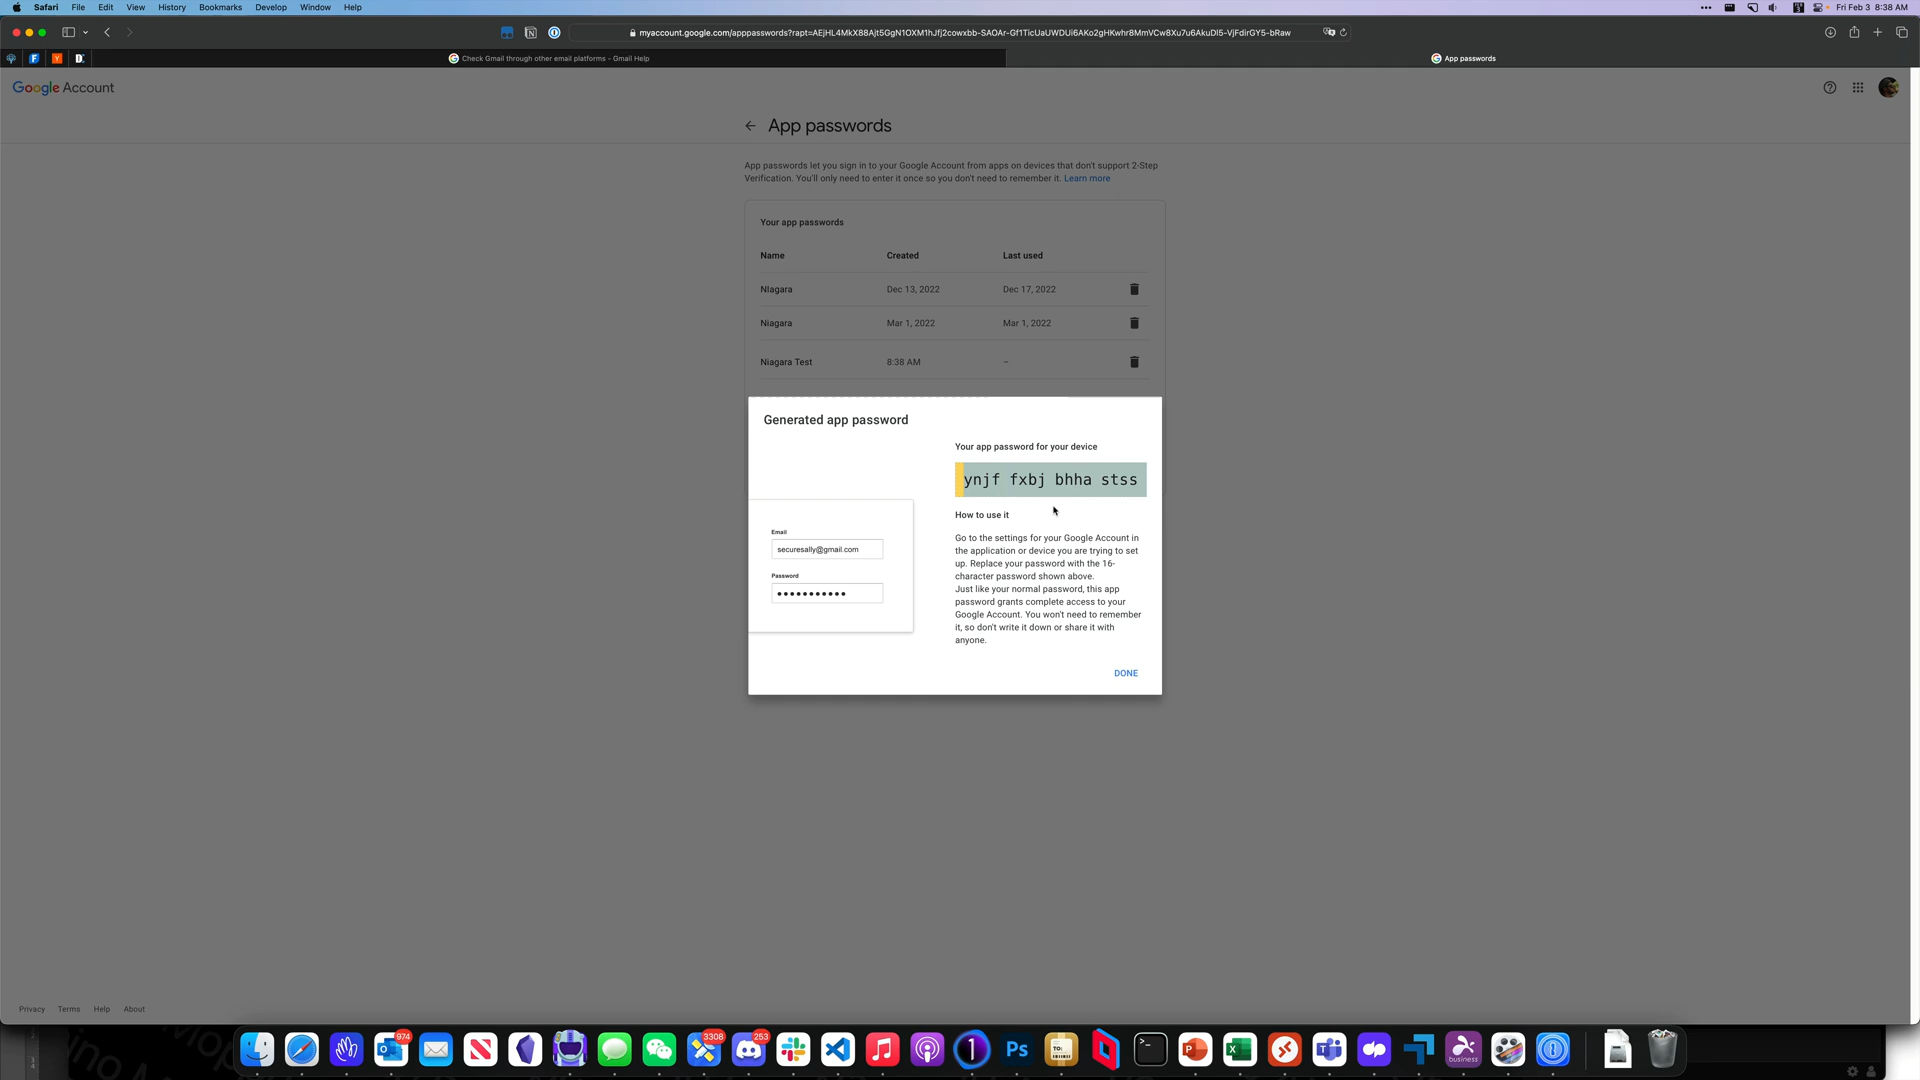 Safari File Edit View History Bookmarks Develop Window Help Fri Feb 3 8:38 AM
myaccount.google.com/apppasswords?rapt=AEjHL4MkX88Ajt5GgN1OXM1hJfj2cowxbb-SAOAr-Gf1TicUaUWDUi6AKo2gHKwhr8MmVCw8Xu7u6AkuDI5-VjFdirGY5-bRaw
Check Gmail through other email platforms - Gmail Help
App passwords
Google Account
App passwords
App passwords let you sign in to your Google Account from apps on devices that don't support 2-Step
Verification. You'll only need to enter it once so you don't need to remember it. Learn more
Your app passwords
Name Created Last used
NIagara Dec 13, 2022 Dec 17, 2022
Niagara Mar 1, 2022 Mar 1, 2022
Niagara Test 8:38 AM –
Generated app password
Email
securesally@gmail.com
Password
Your app password for your device
ynjf fxbj bhha stss
How to use it
Go to the settings for your Google Account in
the application or device you are trying to set
up. Replace your password with the 16-
character password shown above.
Just like your normal password, this app
password grants complete access to your
Google Account. You won't need to remember
it, so don't write it down or share it with
anyone.
DONE
Privacy Terms Help About
974
3308
253
Ps
business